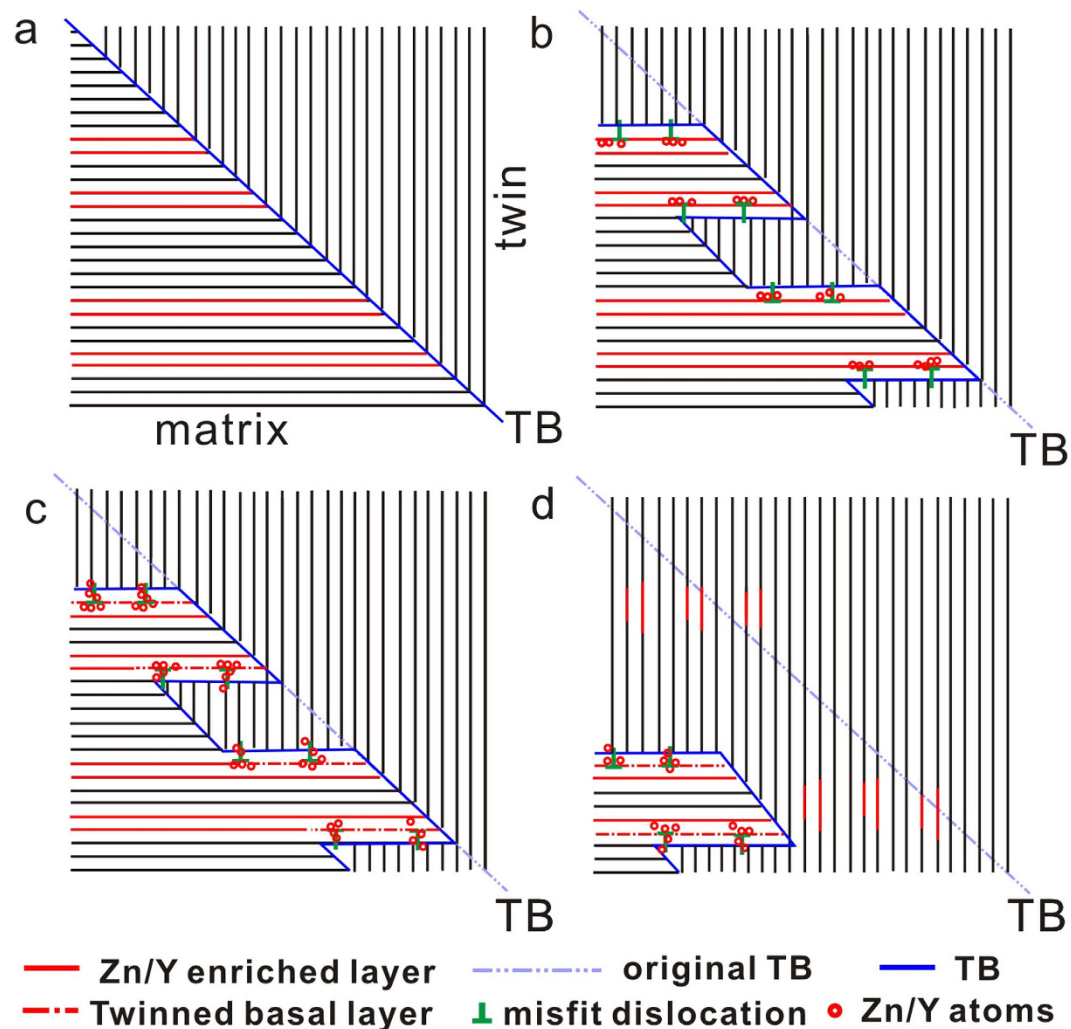 a
b
twin
matrix
TB
TB
c
d
TB
TB
Zn/Y enriched layer
original TB
TB
Twinned basal layer
misfit dislocation
Zn/Y atoms